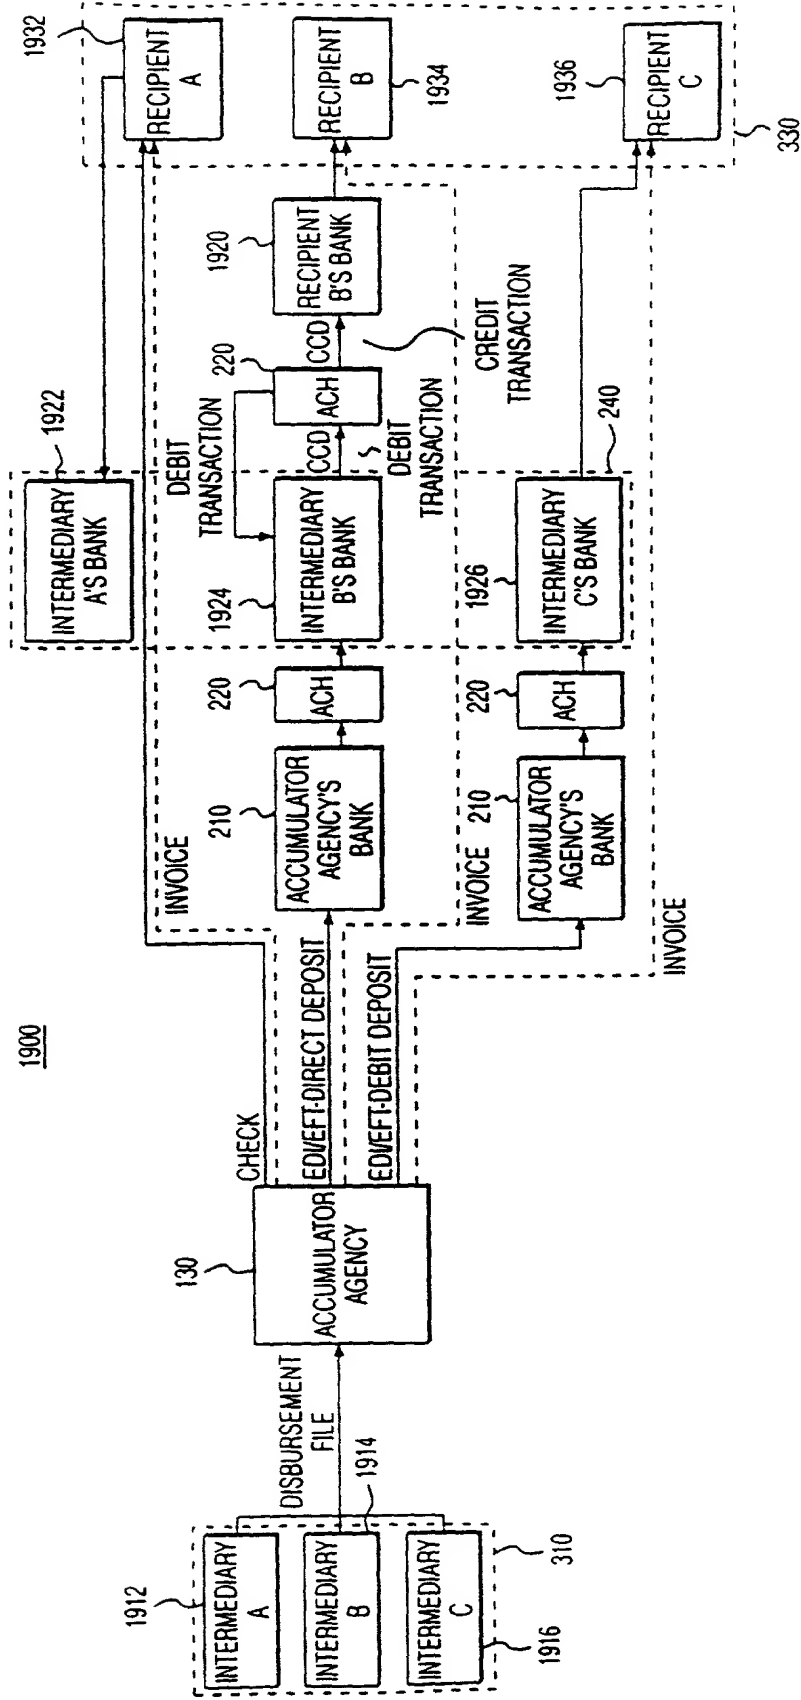 1900
1912
INTERMEDIARY
A
INTERMEDIARY
B
1914
INTERMEDIARY
C
1916
310
DISBURSEMENT
FILE
130
ACCUMULATOR
AGENCY
CHECK
EDI/EFT-DIRECT DEPOSIT
EDI/EFT-DEBIT DEPOSIT
INVOICE
INVOICE
INVOICE
210
ACCUMULATOR
AGENCY'S
BANK
220
ACH
210
ACCUMULATOR
AGENCY'S
BANK
220
ACH
INTERMEDIARY
A'S BANK
1922
1924
INTERMEDIARY
B'S BANK
1926
INTERMEDIARY
C'S BANK
240
DEBIT
TRANSACTION
CCD
DEBIT
TRANSACTION
220
ACH
CCD
CREDIT
TRANSACTION
1920
RECIPIENT
B'S BANK
1932
RECIPIENT
A
RECIPIENT
B
1934
1936
RECIPIENT
C
330